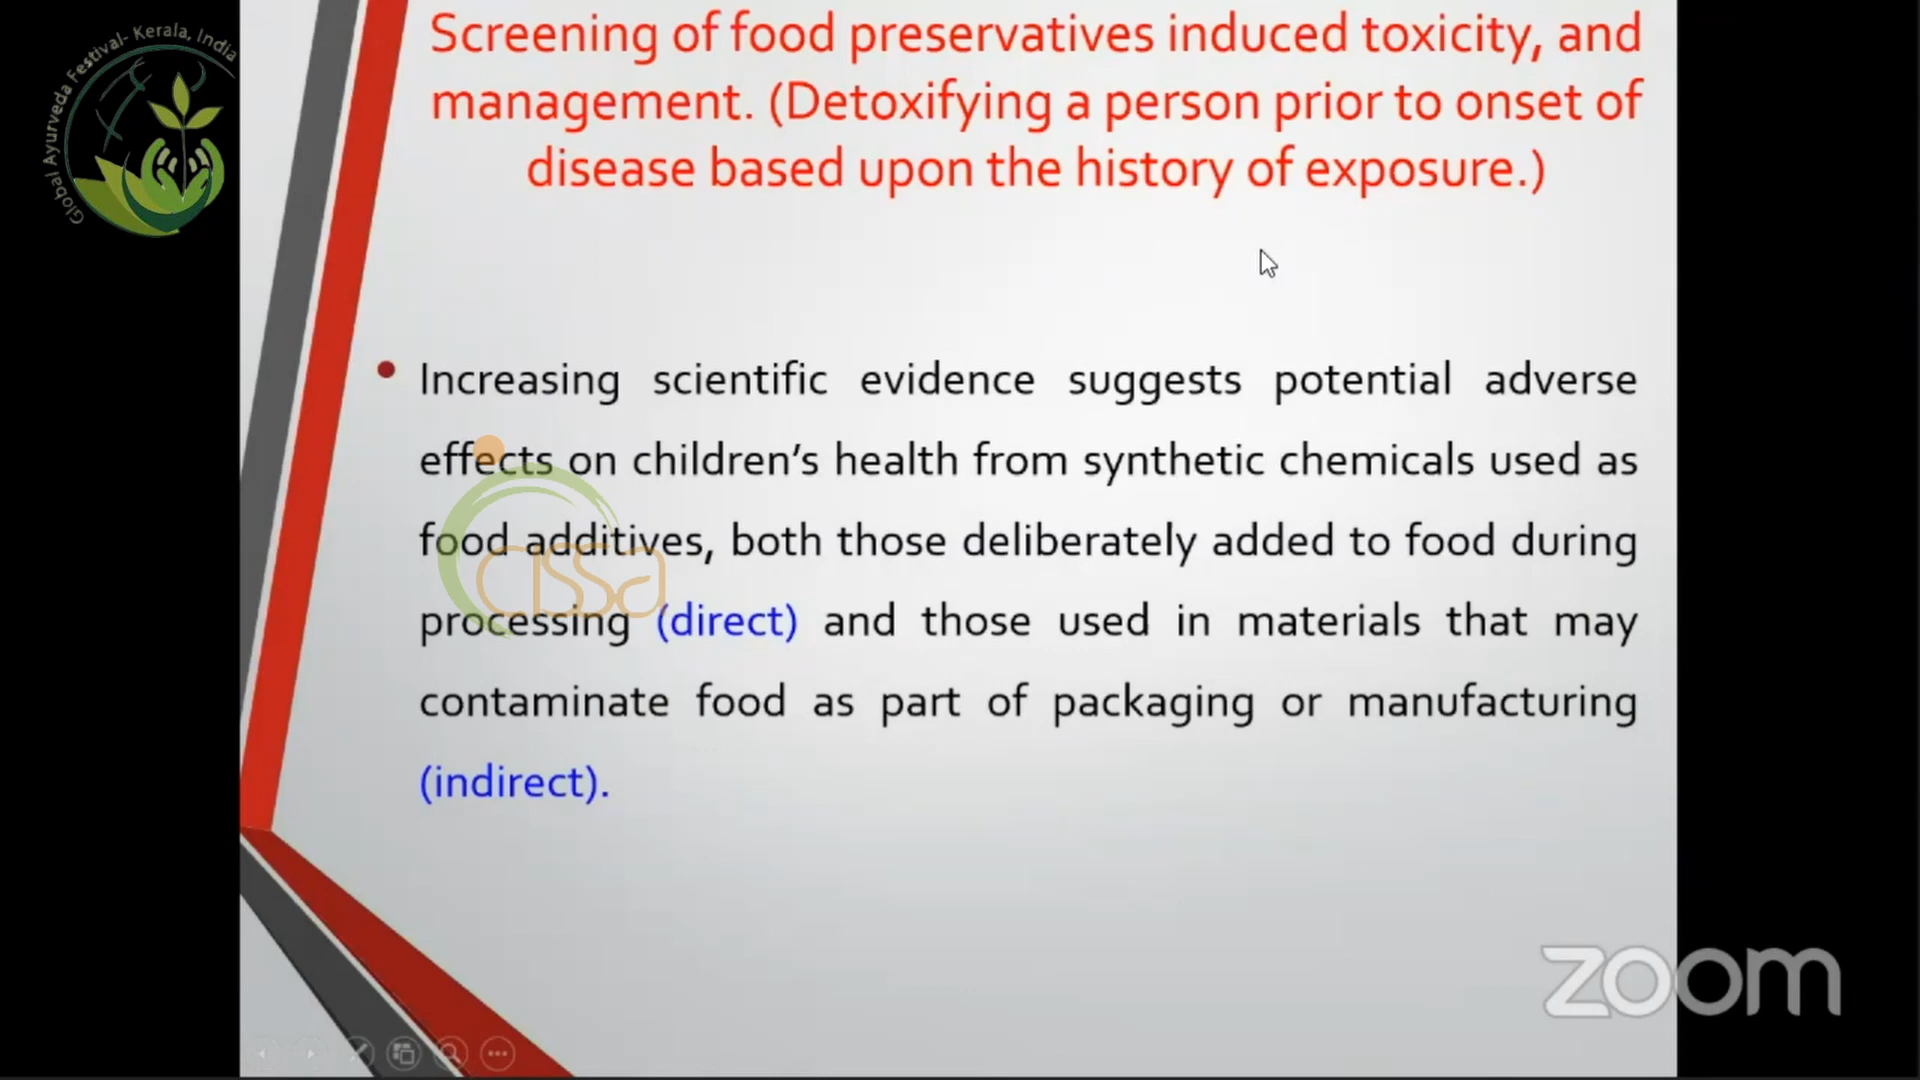 Global Ayurveda Festival- Kerala, India
Screening of food preservatives induced toxicity, and
management. (Detoxifying a person prior to onset of
disease based upon the history of exposure.)
• Increasing scientific evidence suggests potential adverse
effects on children's health from synthetic chemicals used as
food additives, both those deliberately added to food during
processing (direct) and those used in materials that may
contaminate food as part of packaging or manufacturing
(indirect).
cissa
zoom